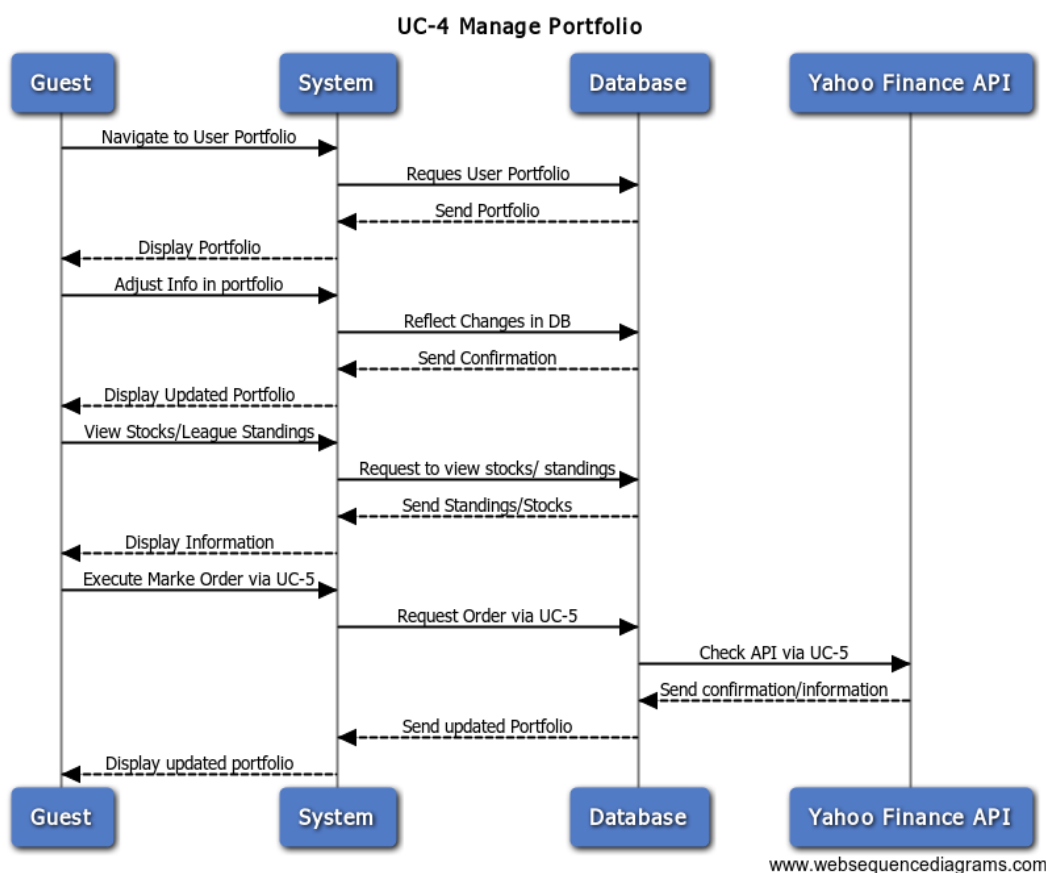 UC-4 Manage Portfolio
Guest
System
Database
Yahoo Finance API
Navigate to User Portfolio
Reques User Portfolio
Send Portfolio
Display Portfolio
Adjust Info in portfolio
Reflect Changes in DB
Send Confirmation
Display Updated Portfolio
View Stocks/League Standings
Request to view stocks/ standings
Send Standings/Stocks
Display Information
Execute Marke Order via UC-5
Request Order via UC-5
Check API via UC-5
Send confirmation/information
Send updated Portfolio
Display updated portfolio
Guest
System
Database
Yahoo Finance API
www.websequencediagrams.com